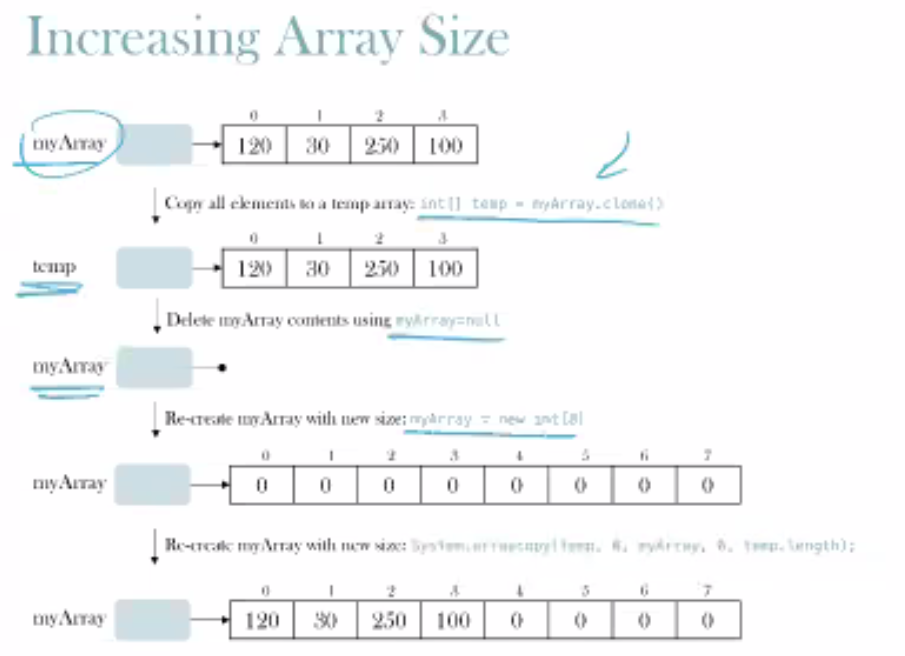 Increasing Array Size
0 1 2 3
myArray 120 30 250 100
Copy all elements to a temp array: int[] temp = myArray.clone()
0 1 2 3
temp 120 30 250 100
Delete myArray contents using myArray=null
myArray
Re-create myArray with new size: myArray = new int[8]
0 1 2 3 4 5 6 7
myArray 0 0 0 0 0 0 0 0
Re-create myArray with new size: System.arraycopy(temp, 0, myArray, 0, temp.length);
0 1 2 3 4 5 6 7
myArray 120 30 250 100 0 0 0 0